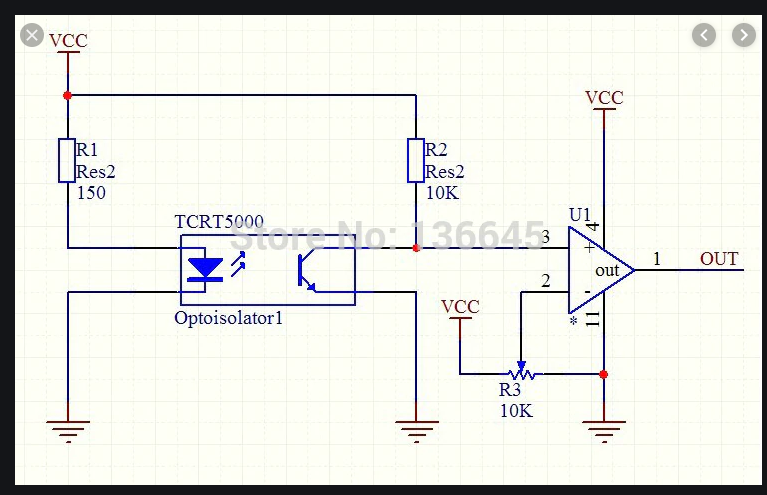 VCC
R1
Res2
150
R2
Res2
10K
VCC
TCRT5000
Store No: 136645
U1
4
3
+
out
1
OUT
2
-
VCC
*
11
Optoisolator1
R3
10K